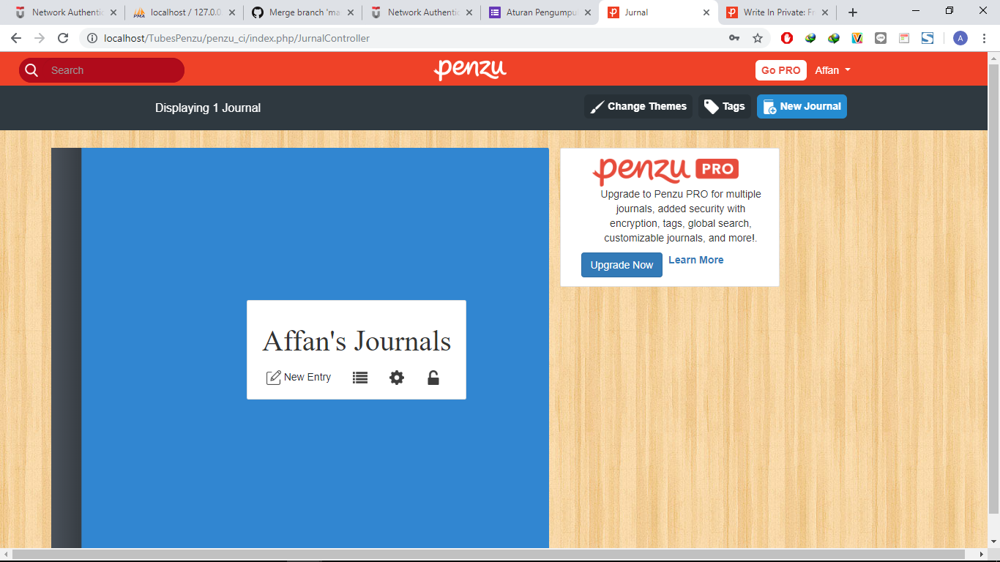 Network Authentic
localhost / 127.0.0.
Merge branch 'ma
Network Authentic
Aturan Pengumpu
Jurnal
Write In Private: Fr
localhost/TubesPenzu/penzu_ci/index.php/JurnalController
Search
penzu
Go PRO
Affan
Displaying 1 Journal
Change Themes
Tags
New Journal
penzu PRO
Upgrade to Penzu PRO for multiple
journals, added security with
encryption, tags, global search,
customizable journals, and more!.
Upgrade Now
Learn More
Affan's Journals
New Entry